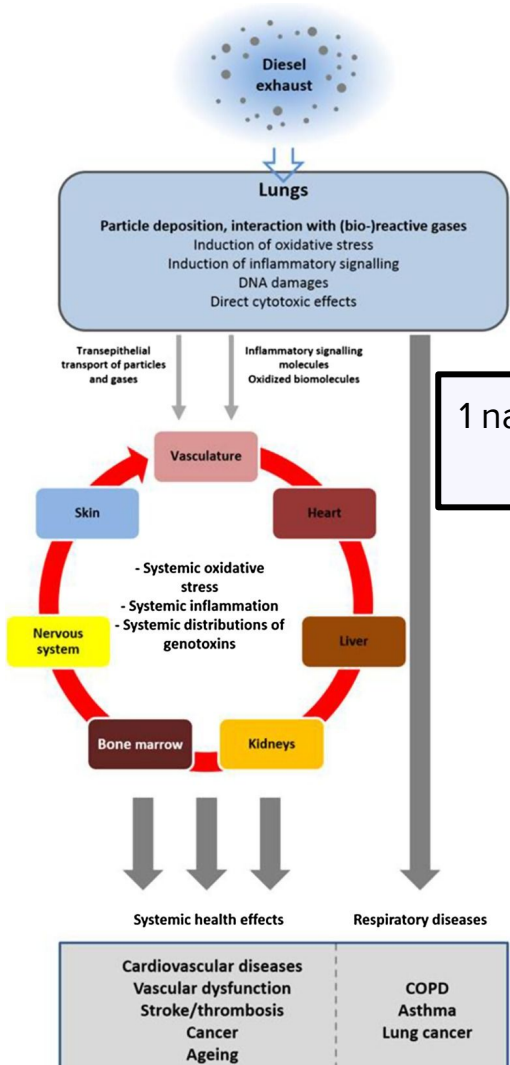 Diesel
exhaust
Lungs
Particle deposition, interaction with (bio-)reactive gases
Induction of oxidative stress
Induction of inflammatory signalling
DNA damages
Direct cytotoxic effects
Transepithelial
transport of particles
and gases
Inflammatory signalling
molecules
Oxidized biomolecules
1
Vasculature
Skin
Heart
- Systemic oxidative
stress
- Systemic inflammation
- Systemic distributions of
genotoxins
Nervous
system
Liver
Bone marrow
Kidneys
Systemic health effects
Respiratory diseases
Cardiovascular diseases
Vascular dysfunction
Stroke/thrombosis
Cancer
Ageing
COPD
Asthma
Lung cancer